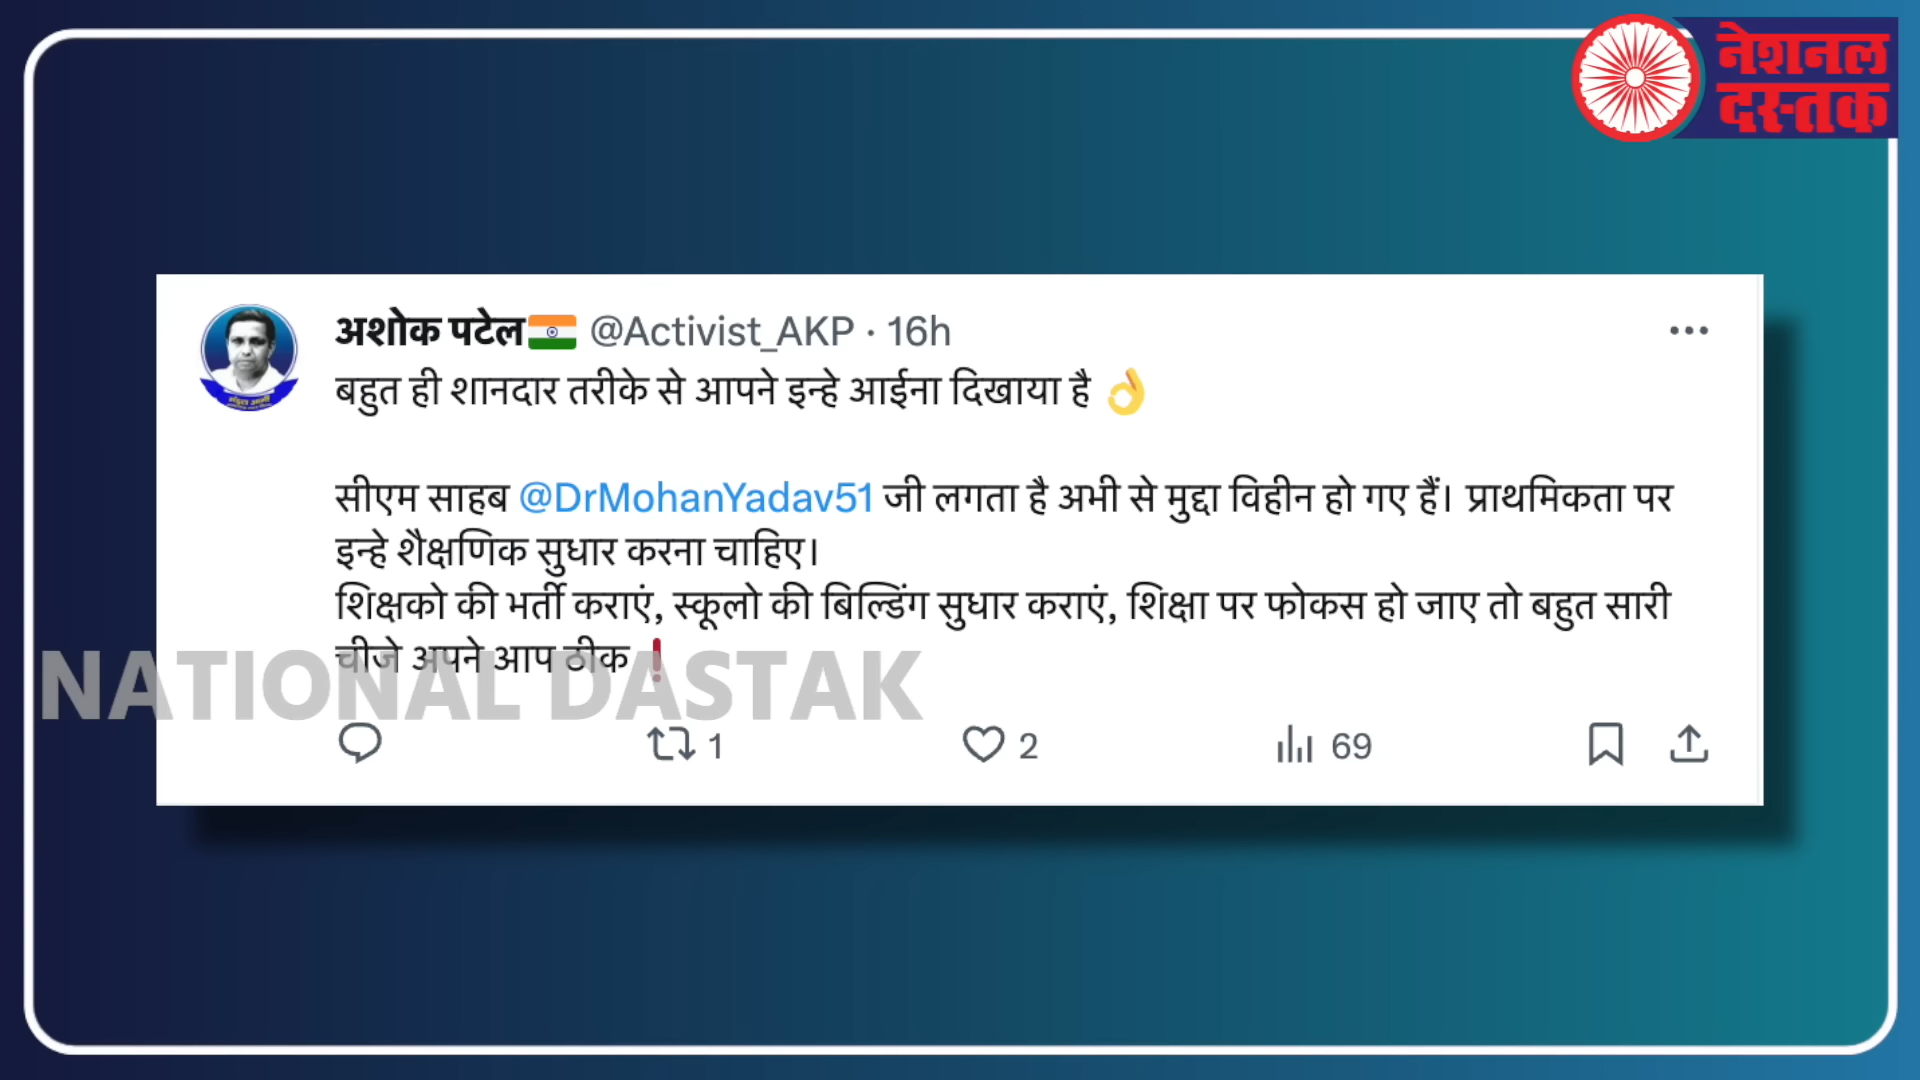 नेशनल
दस्तक
अशोक पटेल🇮🇳 @Activist_AKP · 16h
बहुत ही शानदार तरीके से आपने इन्हे आईना दिखाया है 👌
सीएम साहब @DrMohanYadav51 जी लगता है अभी से मुद्दा विहीन हो गए हैं। प्राथमिकता पर
इन्हे शैक्षणिक सुधार करना चाहिए।
शिक्षको की भर्ती कराएं, स्कूलो की बिल्डिंग सुधार कराएं, शिक्षा पर फोकस हो जाए तो बहुत सारी
चीजे अपने आप ठीक ❗
NATIONAL DASTAK
1 2 69